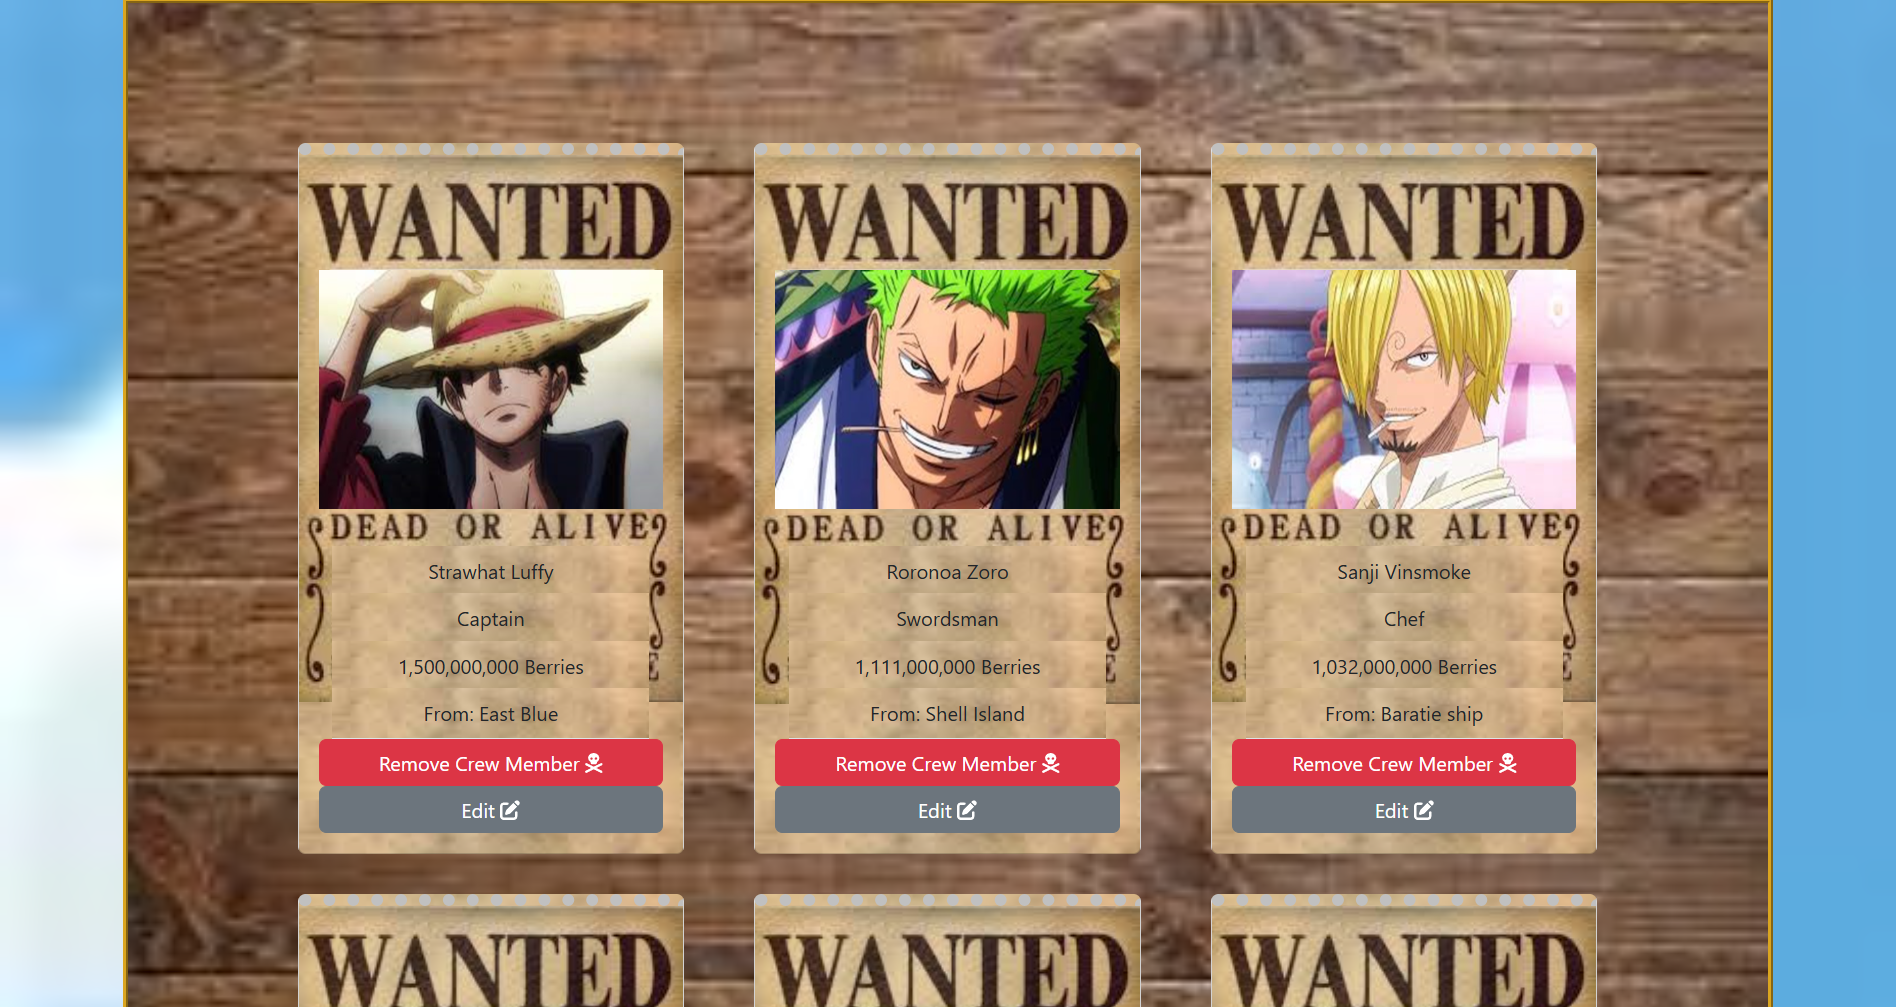 WANTED
DEAD OR ALIVE
Strawhat Luffy
Captain
1,500,000,000 Berries
From: East Blue
Remove Crew Member
Edit
WANTED
DEAD OR ALIVE
Roronoa Zoro
Swordsman
1,111,000,000 Berries
From: Shell Island
Remove Crew Member
Edit
WANTED
DEAD OR ALIVE
Sanji Vinsmoke
Chef
1,032,000,000 Berries
From: Baratie ship
Remove Crew Member
Edit
WANTED
WANTED
WANTED